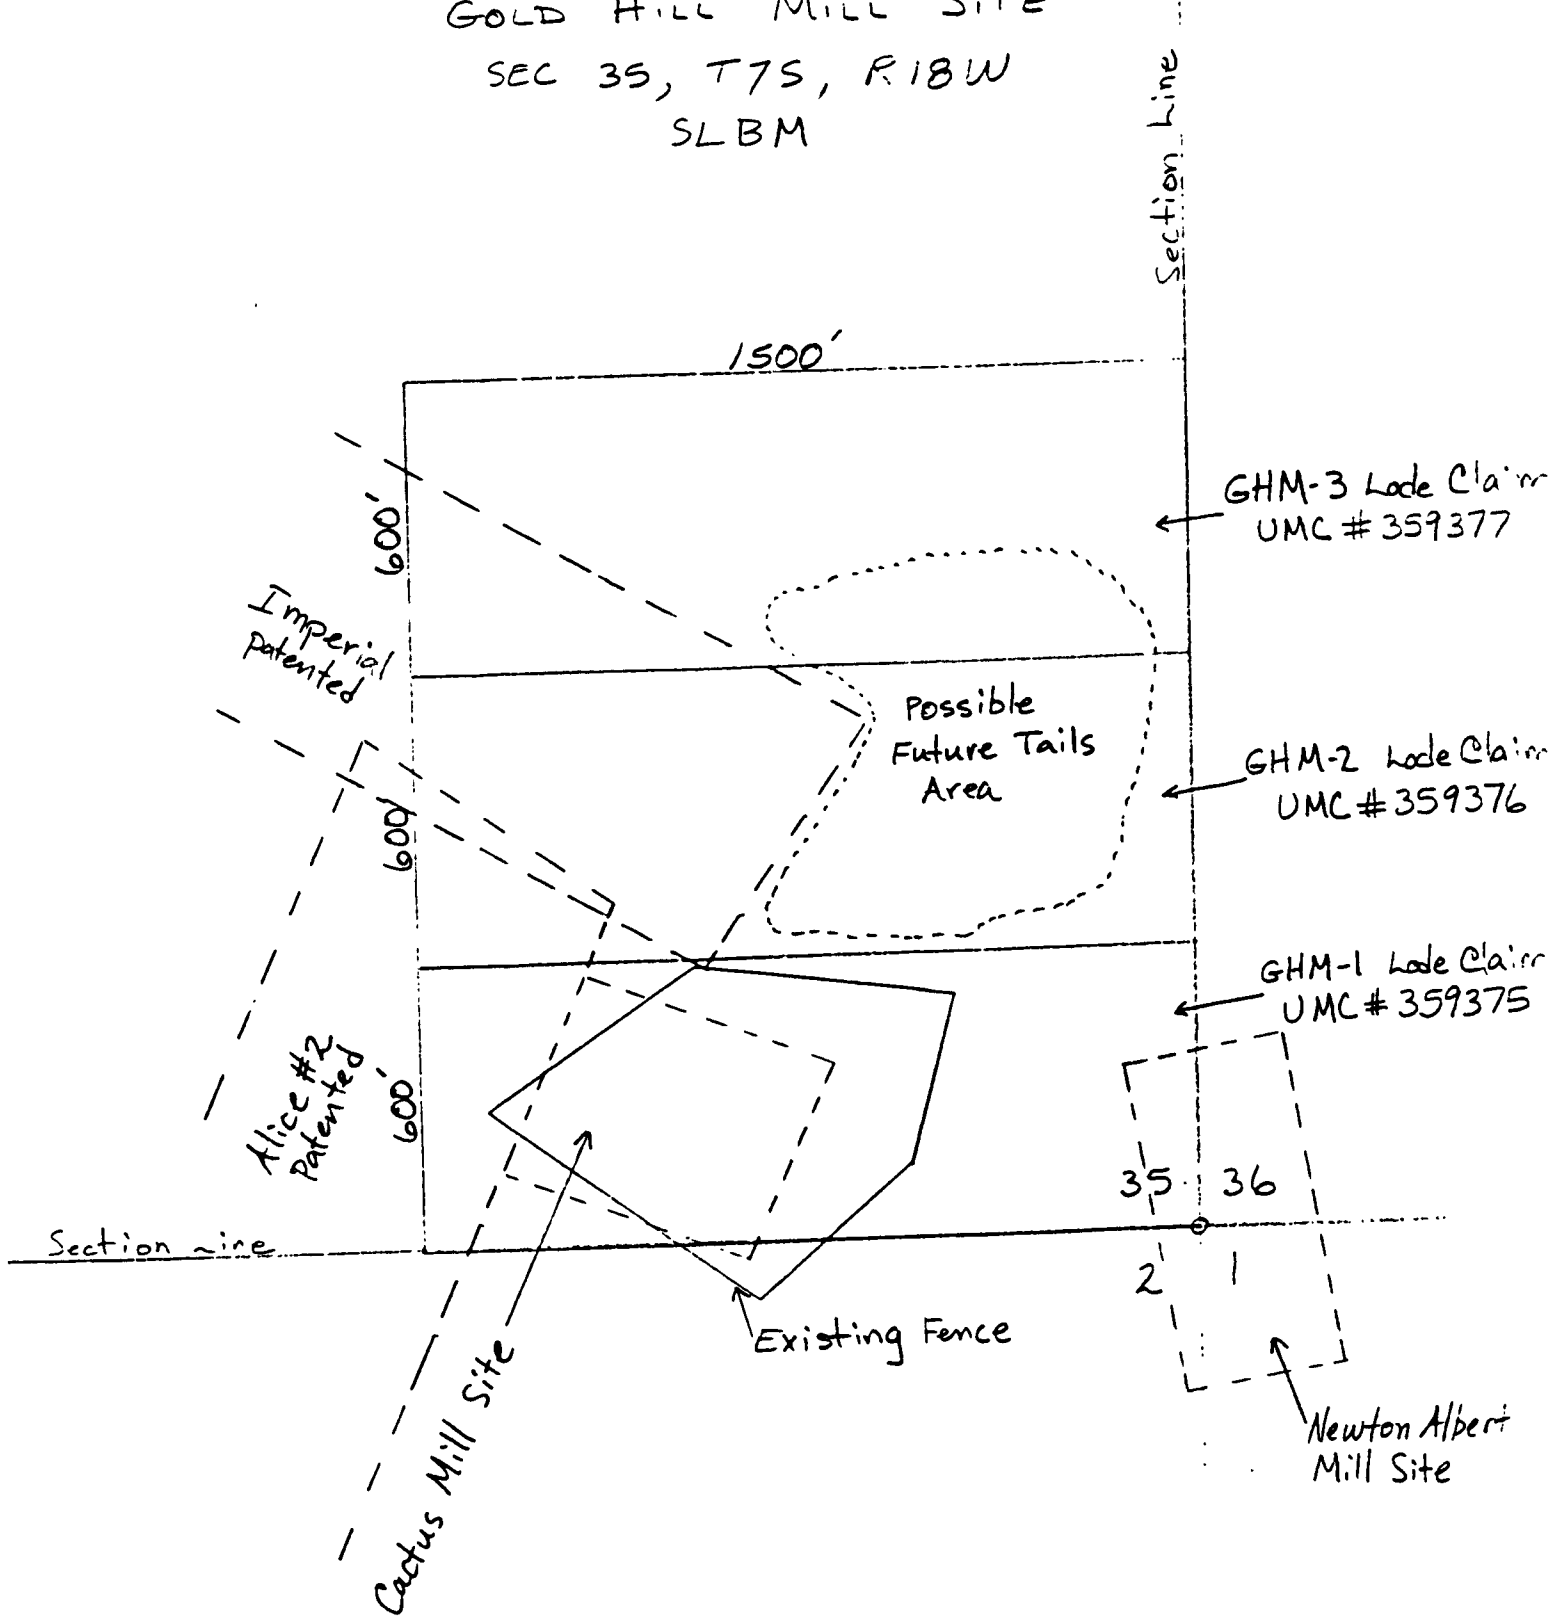 GOLD HILL MILL SITE
SEC 35, T7S, R18W
SLBM
Section Line
1500'
600'
GHM-3 Lode Claim
UMC # 359377
Imperial
Patented
Possible
Future Tails
Area
600'
GHM-2 Lode Claim
UMC # 359376
GHM-1 Lode Claim
UMC # 359375
Alice #2
Patented
600'
35 36
2 1
Section Line
Existing Fence
Cactus Mill Site
Newton Albert
Mill Site